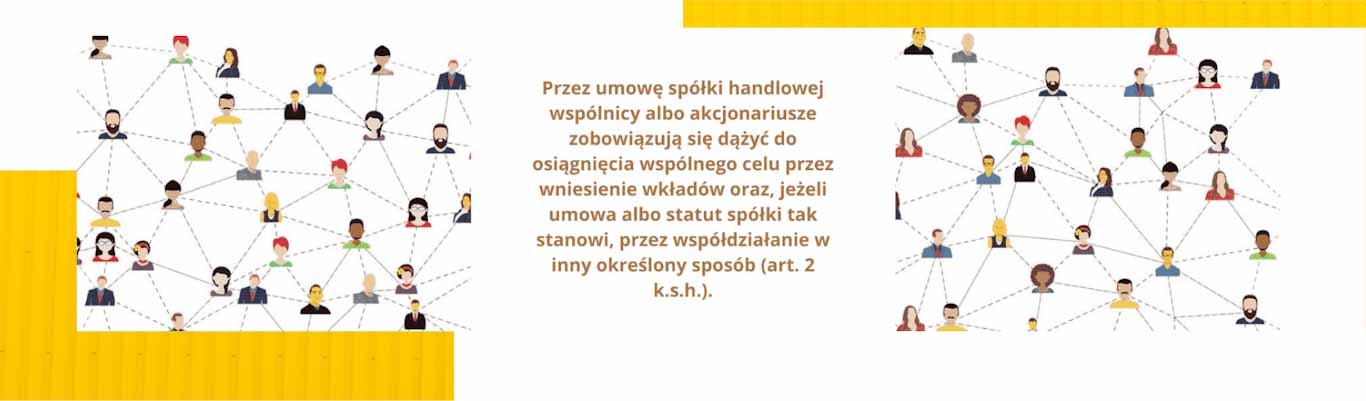 Przez umowę spółki handlowej
wspólnicy albo akcjonariusze
zobowiązują się dążyć do
osiągnięcia wspólnego celu przez
wniesienie wkładów oraz, jeżeli
umowa albo statut spółki tak
stanowi, przez współdziałanie w
inny określony sposób (art. 2
k.s.h.).